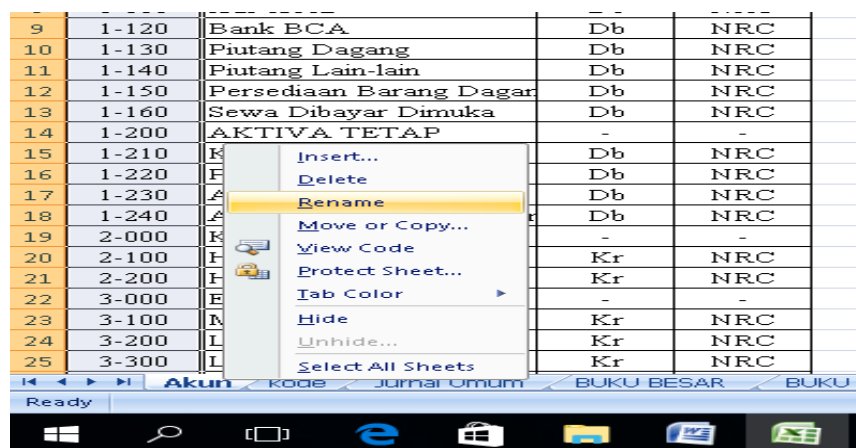 9 1-120 Bank BCA Db NRC
10 1-130 Piutang Dagang Db NRC
11 1-140 Piutang Lain-lain Db NRC
12 1-150 Persediaan Barang Dagan Db NRC
13 1-160 Sewa Dibayar Dimuka Db NRC
14 1-200 AKTIVA TETAP - -
15 1-210 K Db NRC
16 1-220 Db NRC
17 1-230 A Db NRC
18 1-240 A Db NRC
19 2-000 K - -
20 2-100 H Kr NRC
21 2-200 H Kr NRC
22 3-000 E - -
23 3-100 M Kr NRC
24 3-200 L Kr NRC
25 3-300 L Kr NRC
Insert...
Delete
Rename
Move or Copy...
View Code
Protect Sheet...
Tab Color
Hide
Unhide...
Select All Sheets
Akun kode Jurnal Umum BUKU BESAR BUKU
Ready